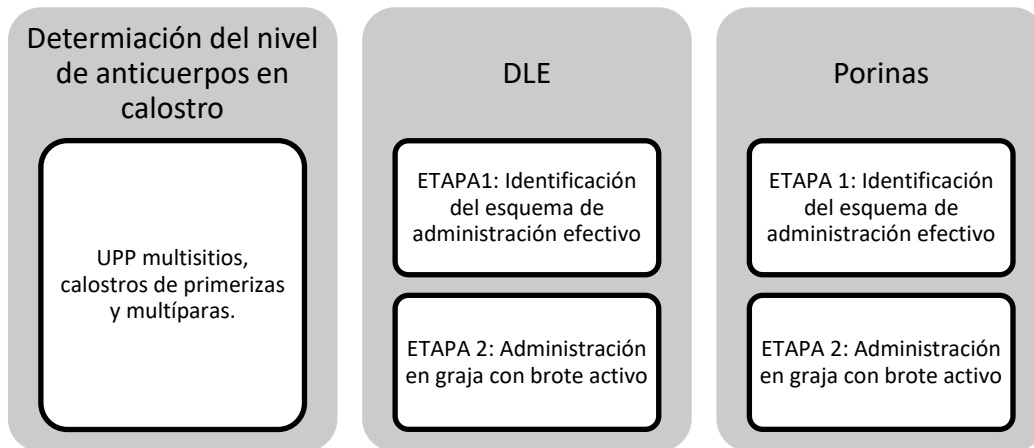 Determiación del nivel
de anticuerpos en
calostro
UPP multisitios,
calostros de primerizas
y multíparas.
DLE
ETAPA1: Identificación
del esquema de
administración efectivo
ETAPA 2: Administración
en graja con brote activo
Porinas
ETAPA 1: Identificación
del esquema de
administración efectivo
ETAPA 2: Administración
en graja con brote activo